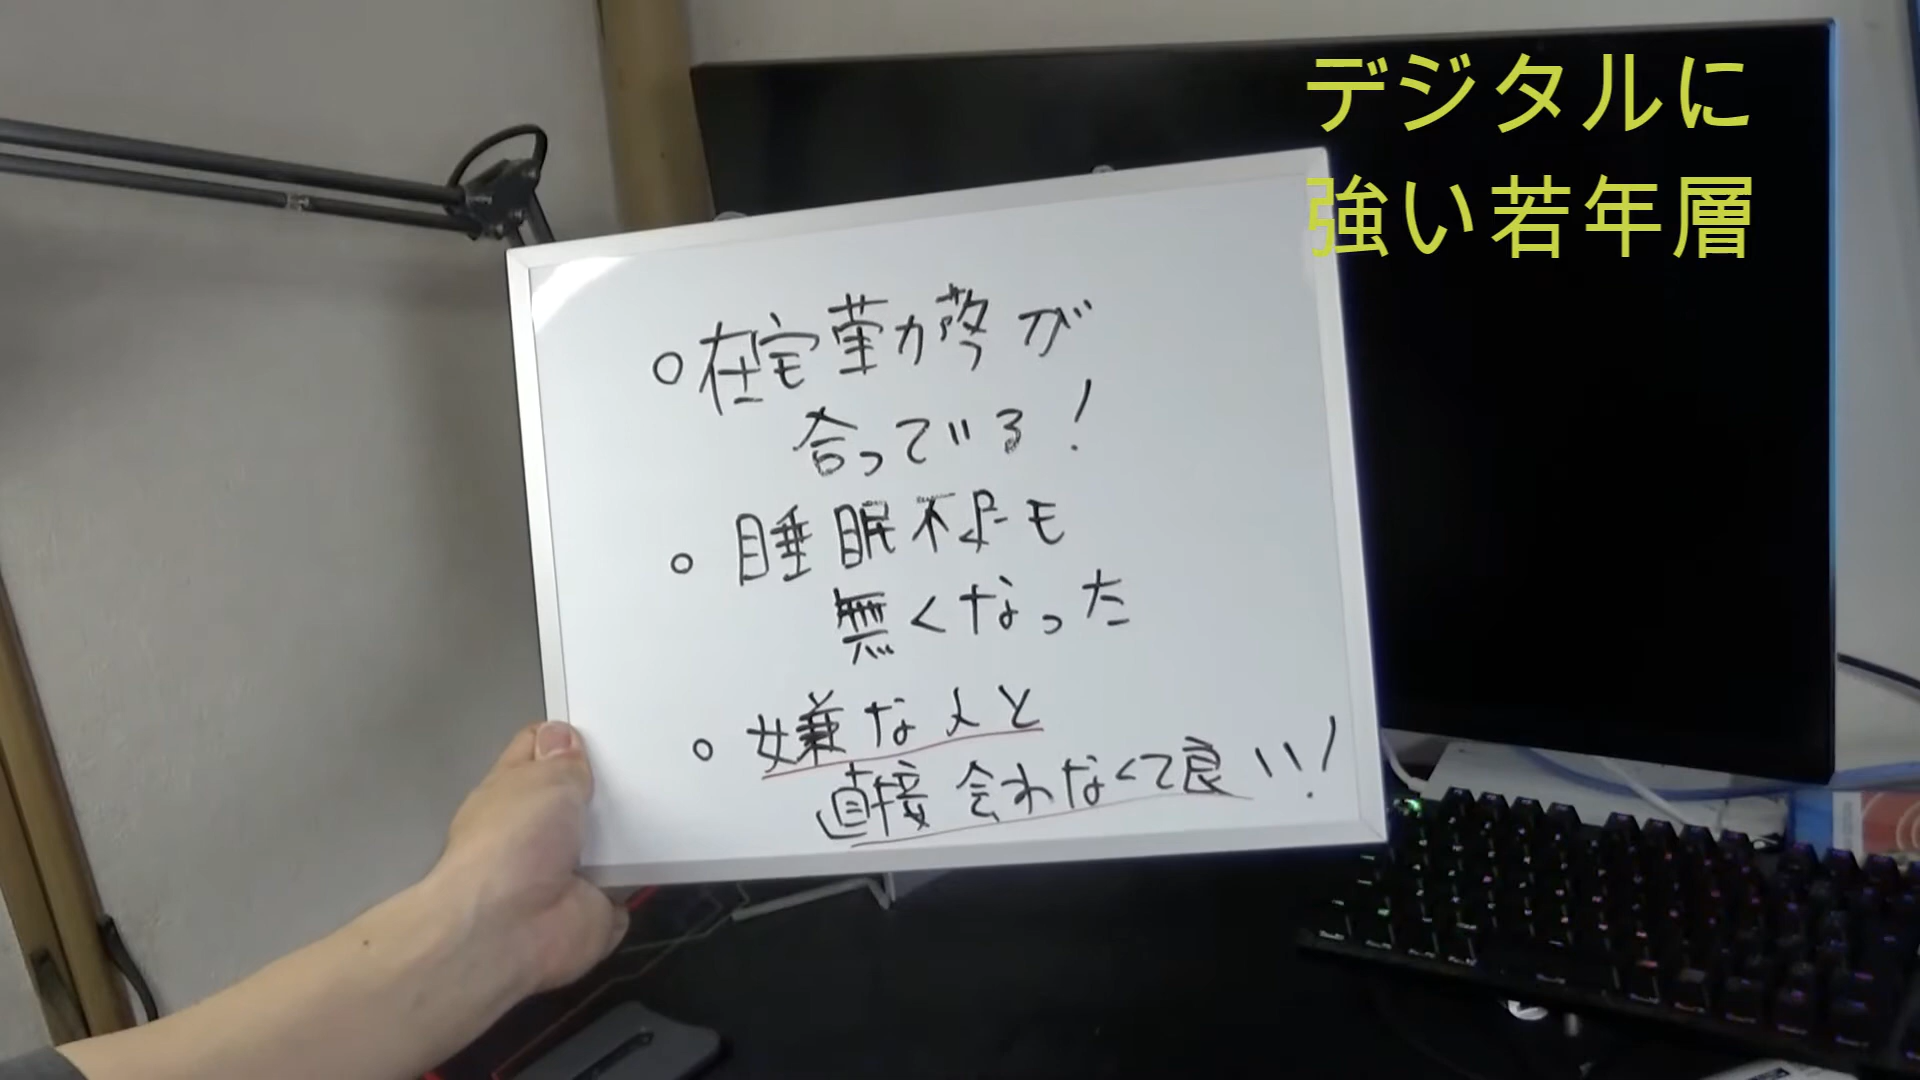 デジタルに
強い若年層
○在宅勤務が
合っている！
○睡眠不足も
無くなった
○嫌な人と
直接会わなくて良い！